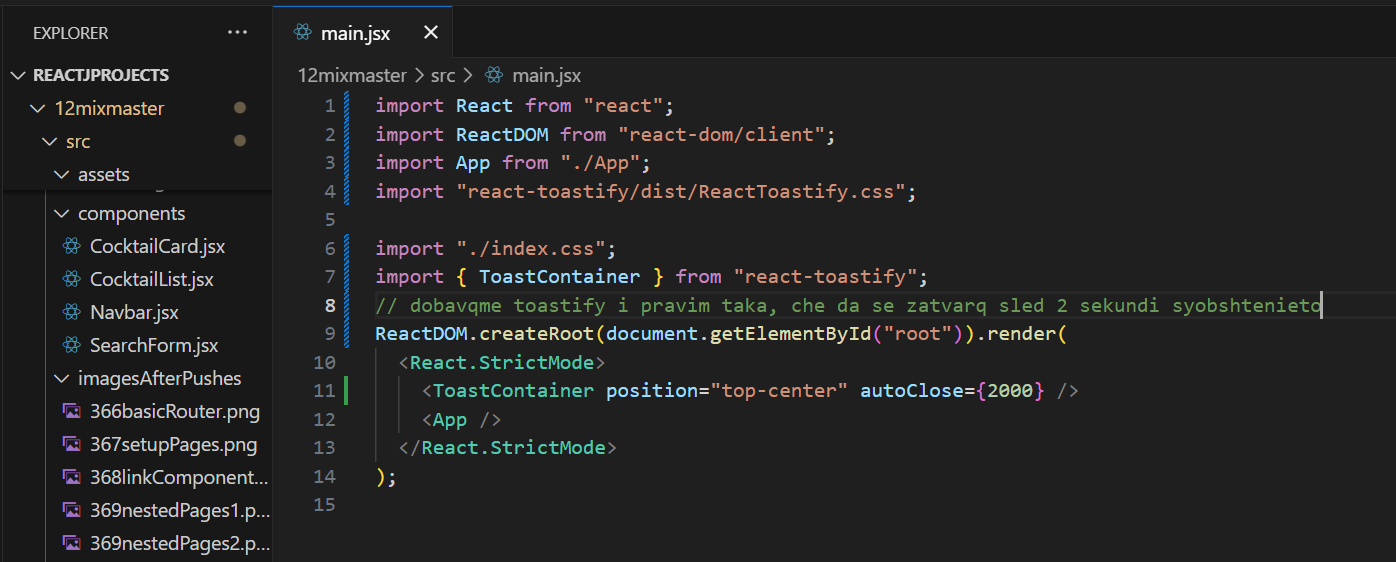 EXPLORER ...
REACTJPROJECTS
12mixmaster
src
assets
components
CocktailCard.jsx
CocktailList.jsx
Navbar.jsx
SearchForm.jsx
imagesAfterPushes
366basicRouter.png
367setupPages.png
368linkComponent...
369nestedPages1.p...
369nestedPages2.p...
main.jsx
12mixmaster > src > main.jsx
1 import React from "react";
2 import ReactDOM from "react-dom/client";
3 import App from "./App";
4 import "react-toastify/dist/ReactToastify.css";
5
6 import "./index.css";
7 import { ToastContainer } from "react-toastify";
8 // dobavqme toastify i pravim taka, che da se zatvarq sled 2 sekundi syobshtenieto
9 ReactDOM.createRoot(document.getElementById("root")).render(
10 <React.StrictMode>
11 <ToastContainer position="top-center" autoClose={2000} />
12 <App />
13 </React.StrictMode>
14 );
15